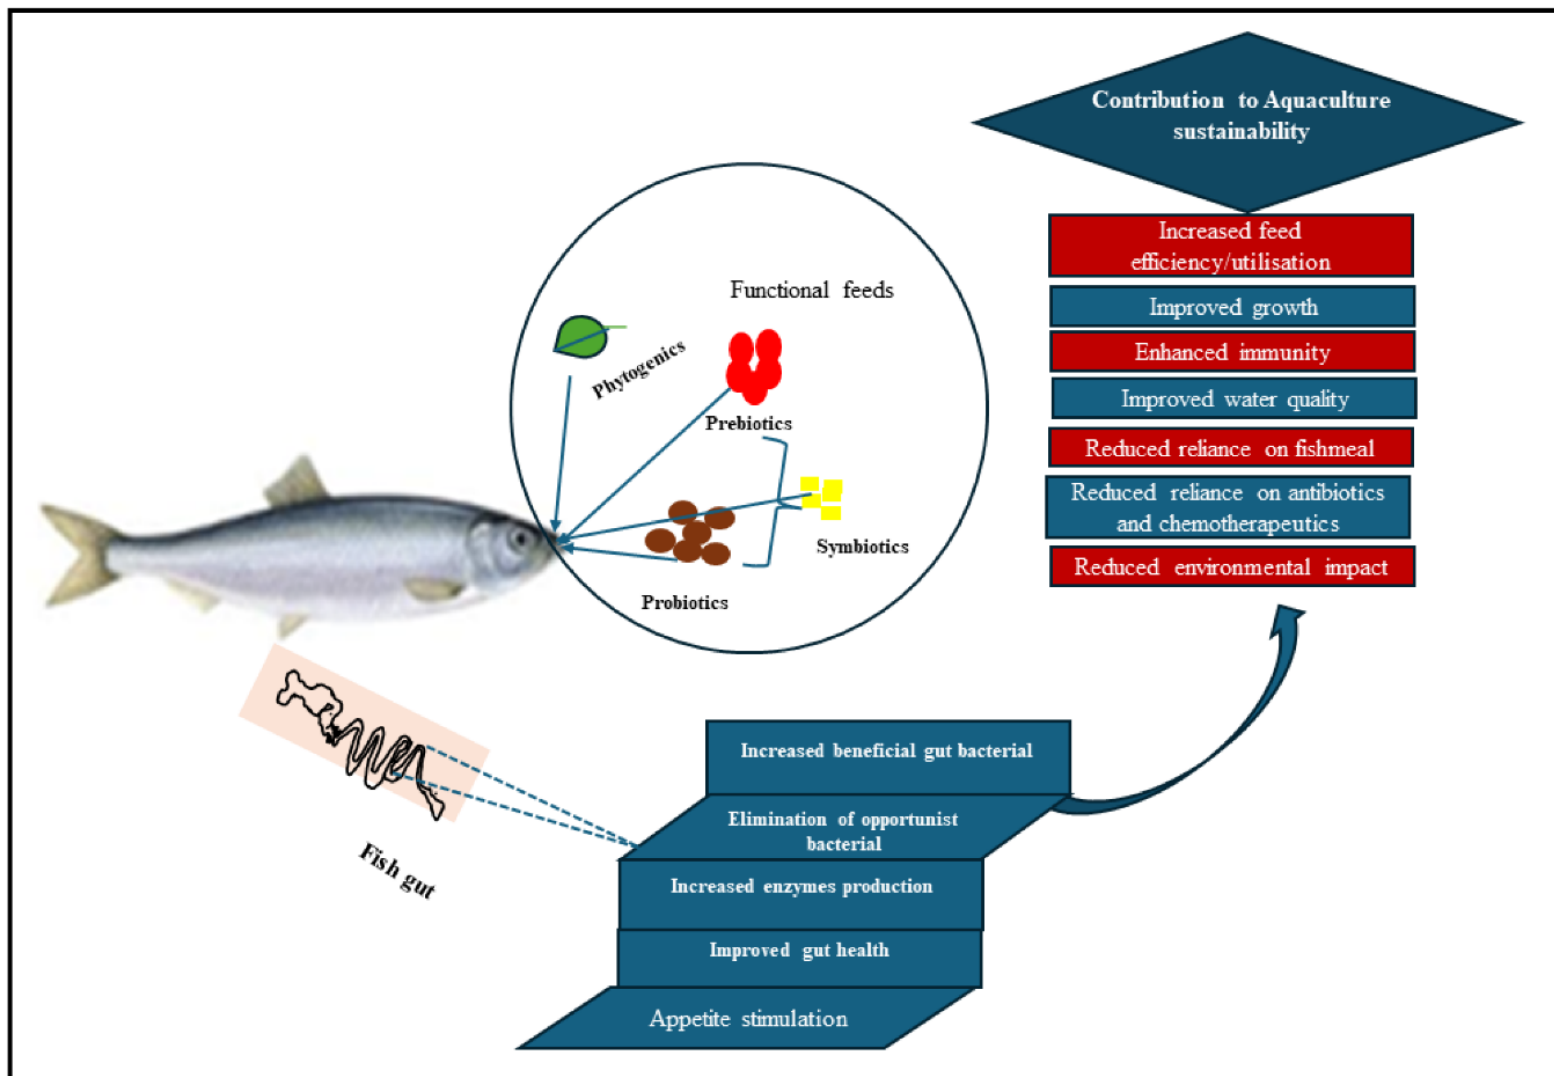 Contribution to Aquaculture
sustainability
Increased feed
efficiency/utilisation
Improved growth
Enhanced immunity
Improved water quality
Reduced reliance on fishmeal
Reduced reliance on antibiotics
and chemotherapeutics
Reduced environmental impact
Functional feeds
Phytogenics
Prebiotics
Symbiotics
Probiotics
Fish gut
Increased beneficial gut bacterial
Elimination of opportunist
bacterial
Increased enzymes production
Improved gut health
Appetite stimulation